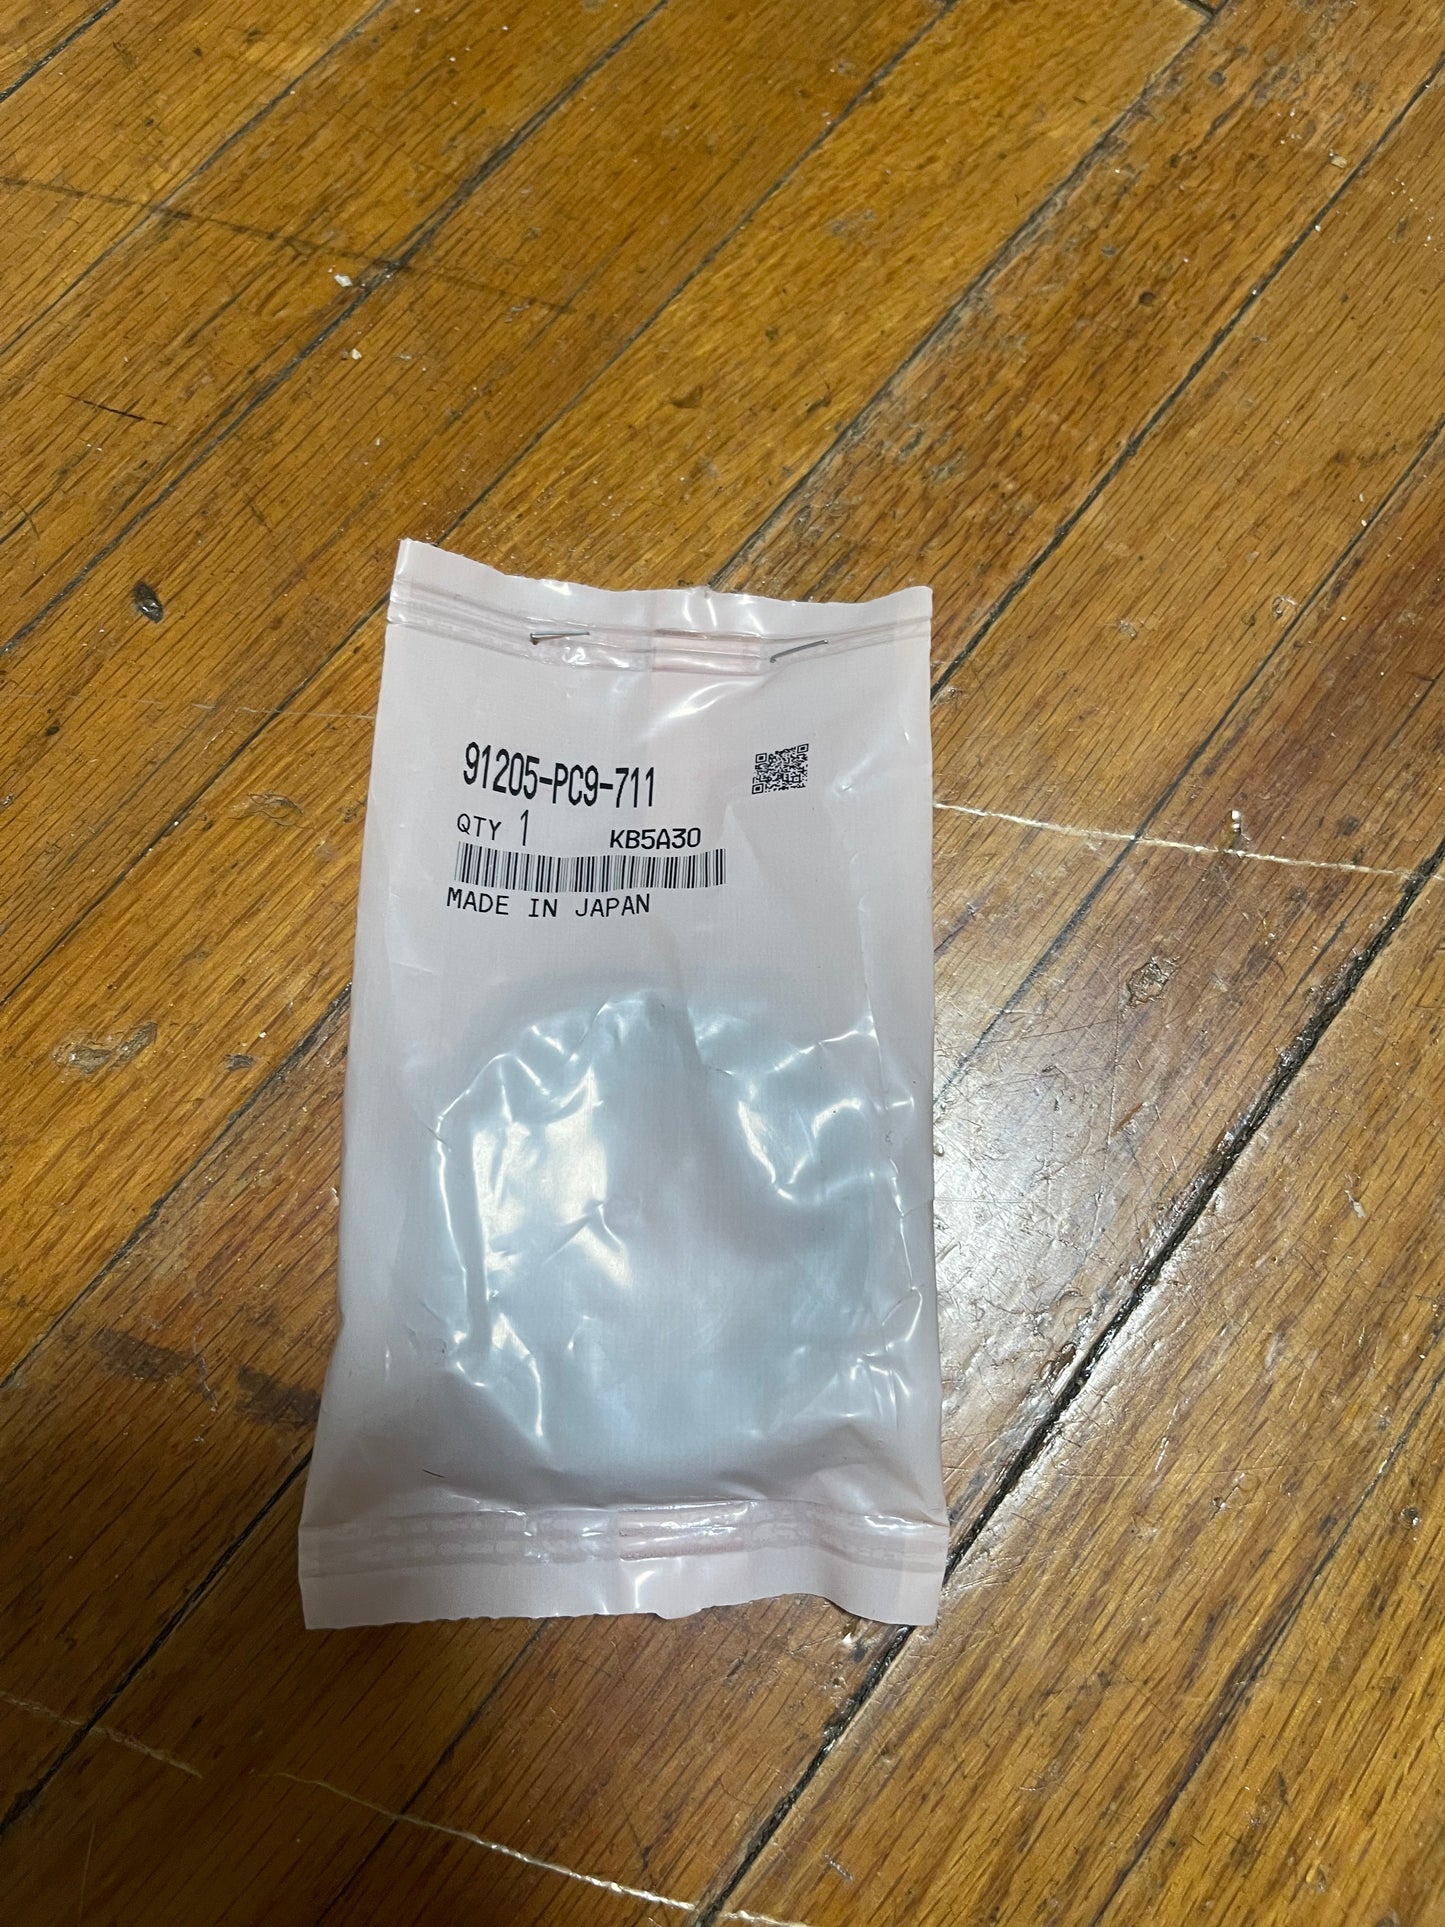 91205-PC9-711
QTY 1 KB5A30
MADE IN JAPAN